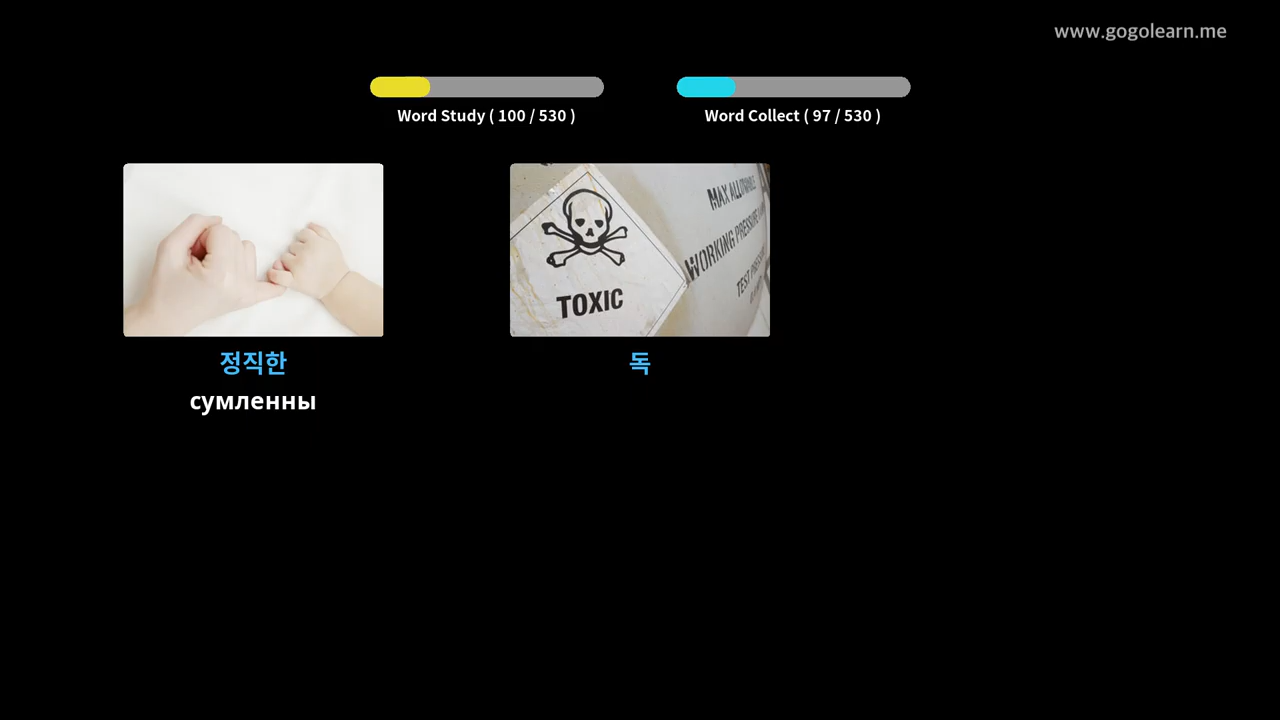 www.gogolearn.me
Word Study ( 100 / 530 )
Word Collect ( 97 / 530 )
MAX ALLOWABLE
WORKING PRESSURE
TEST
TOXIC
정직한
독
сумленны